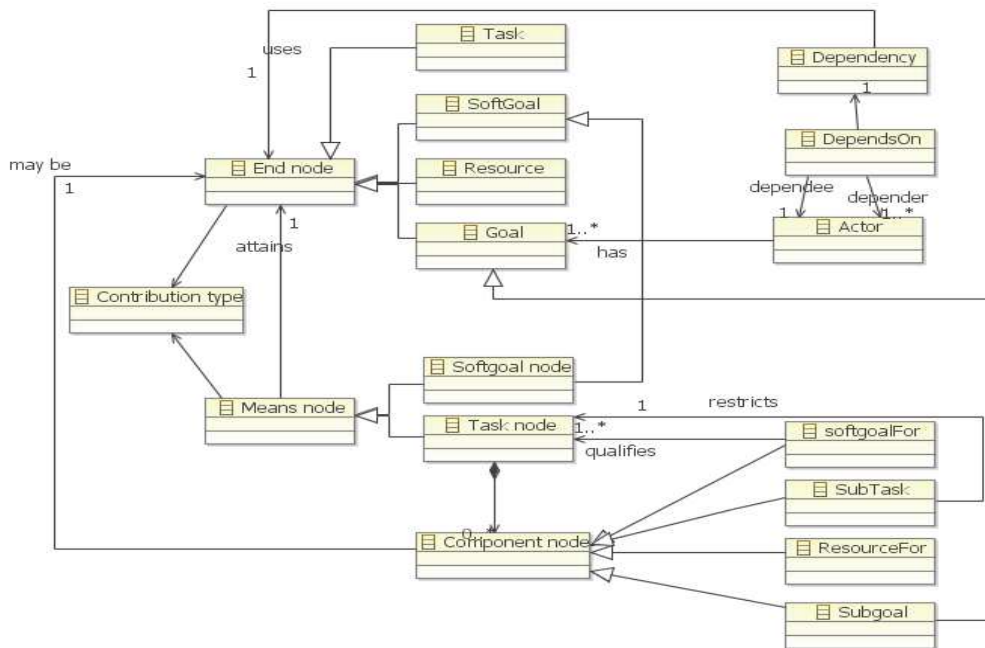 Task
uses
1
Dependency
1
SoftGoal
DependsOn
may be
1
End node
Resource
dependee
depender
1
1..*
1
attains
Goal
1..*
has
Actor
Contribution type
Softgoal node
Means node
1
restricts
Task node
1..*
qualifies
softgoalFor
SubTask
0..*
Component node
ResourceFor
Subgoal